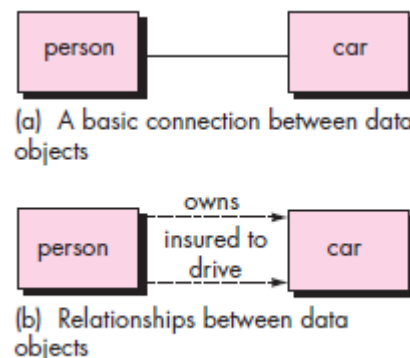 person car
(a) A basic connection between data
objects
owns
person insured to car
drive
(b) Relationships between data
objects